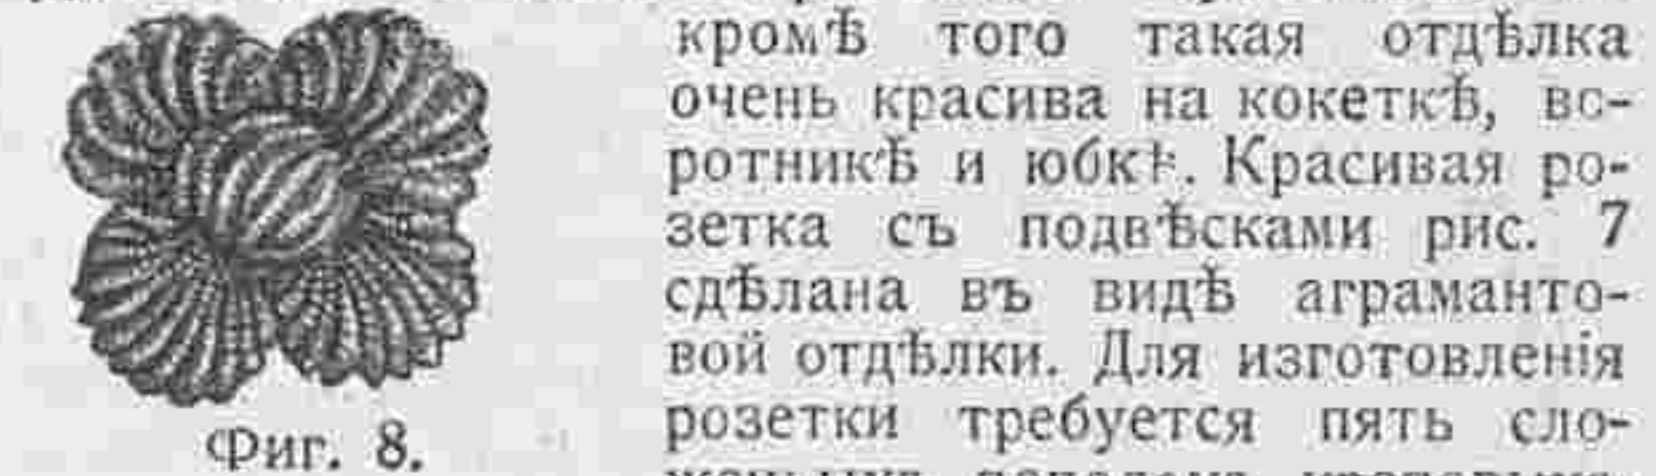 кромѣ того такая отдѣлка
очень красива на кокеткѣ, во-
ротникѣ и юбкѣ. Красивая ро-
зетка съ подвѣсками рис. 7
сдѣлана въ видѣ аграманто-
вой отдѣлки. Для изготовленія
розетки требуется пять сло-
Фиг. 8.